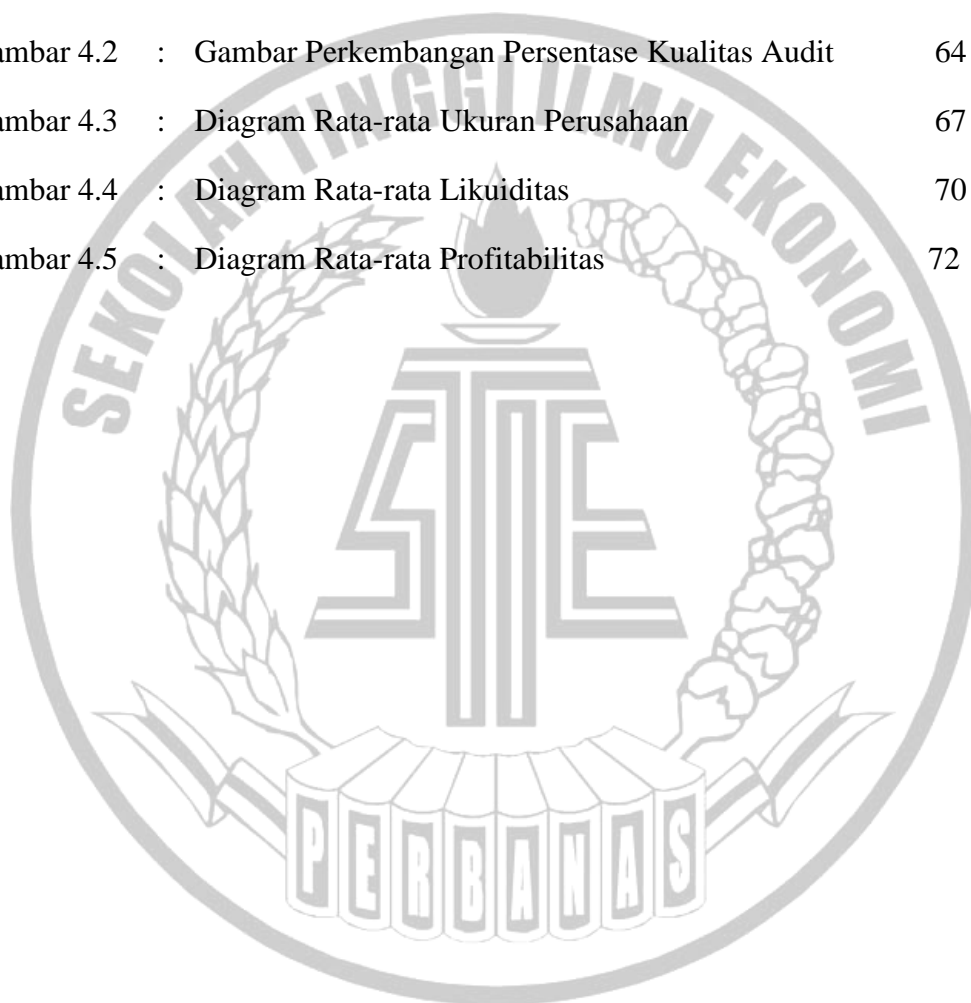 ambar 4.2 : Gambar Perkembangan Persentase Kualitas Audit 64
ambar 4.3 : Diagram Rata-rata Ukuran Perusahaan 67
ambar 4.4 : Diagram Rata-rata Likuiditas 70
ambar 4.5 : Diagram Rata-rata Profitabilitas 72
SEKOLAH TINGGI ILMU EKONOMI
STIE
PERBANAS